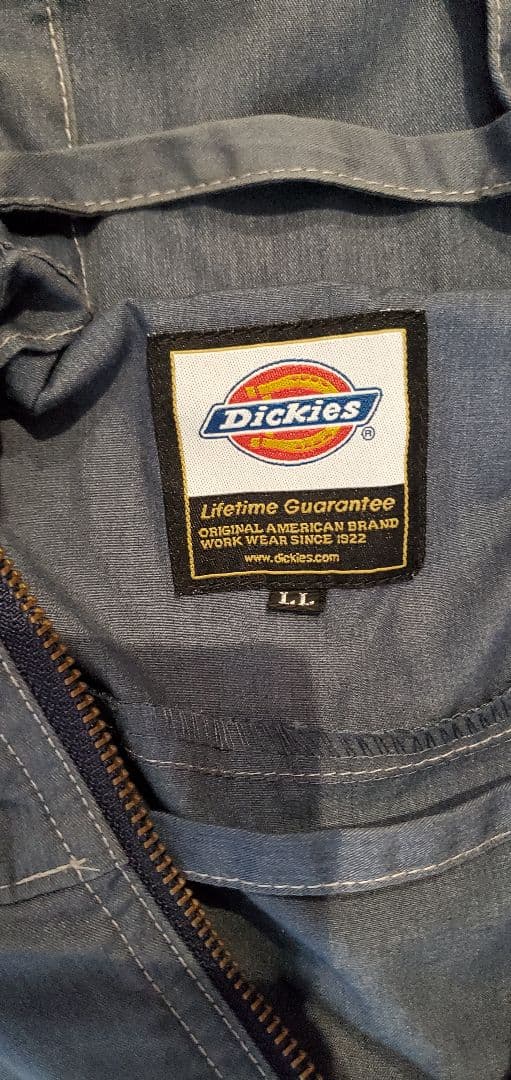 Dickies
®
Lifetime Guarantee
ORIGINAL AMERICAN BRAND
WORK WEAR SINCE 1922
www.dickies.com
LL